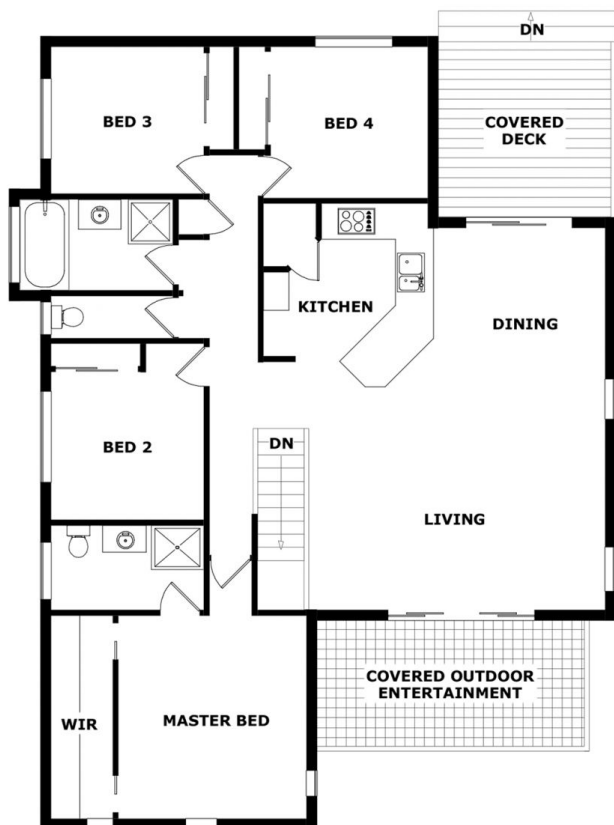 DN
BED 3
BED 4
COVERED
DECK
KITCHEN
DINING
BED 2
DN
LIVING
COVERED OUTDOOR
ENTERTAINMENT
WIR
MASTER BED